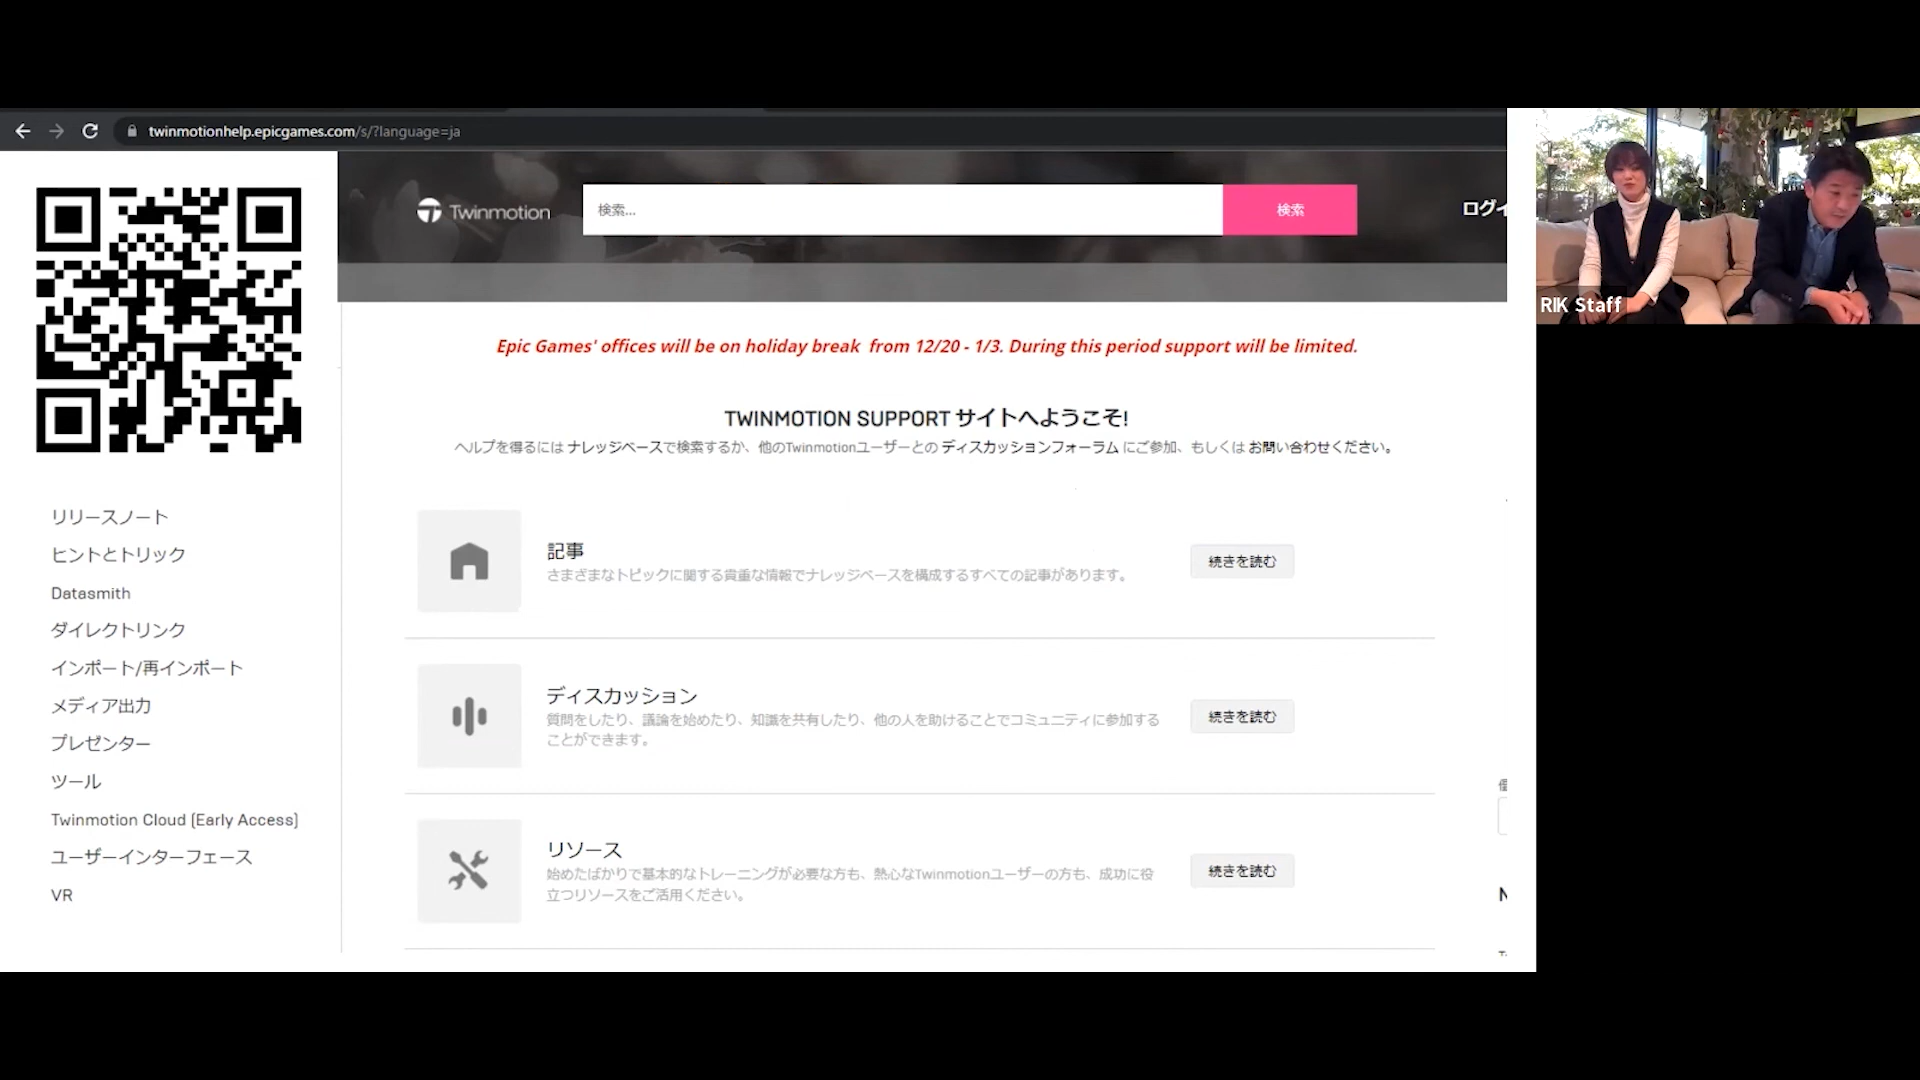 twinmotionhelp.epicgames.com/s/?language=ja
Twinmotion
検索...
検索
ログイ
RIK Staff
Epic Games' offices will be on holiday break from 12/20 - 1/3. During this period support will be limited.
TWINMOTION SUPPORT サイトへようこそ!
ヘルプを得るには ナレッジベースで検索するか、他のTwinmotionユーザーとの ディスカッションフォーラム にご参加、もしくは お問い合わせください。
リリースノート
ヒントとトリック
Datasmith
ダイレクトリンク
インポート/再インポート
メディア出力
プレゼンター
ツール
Twinmotion Cloud (Early Access)
ユーザーインターフェース
VR
記事
さまざまなトピックに関する貴重な情報でナレッジベースを構成するすべての記事があります。
続きを読む
ディスカッション
質問をしたり、議論を始めたり、知識を共有したり、他の人を助けることでコミュニティに参加する
ことができます。
続きを読む
リソース
始めたばかりで基本的なトレーニングが必要な方も、熱心なTwinmotionユーザーの方も、成功に役
立つリソースをご活用ください。
続きを読む